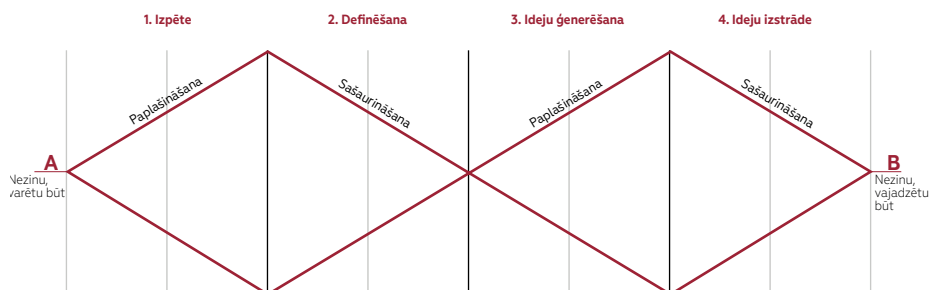 1. Izpēte
2. Definēšana
3. Ideju ģenerēšana
4. Ideju izstrāde
Paplašināšana
Sašaurināšana
Paplašināšana
Sašaurināšana
A
Nezinu,
varētu būt
B
Nezinu,
vajadzētu
būt